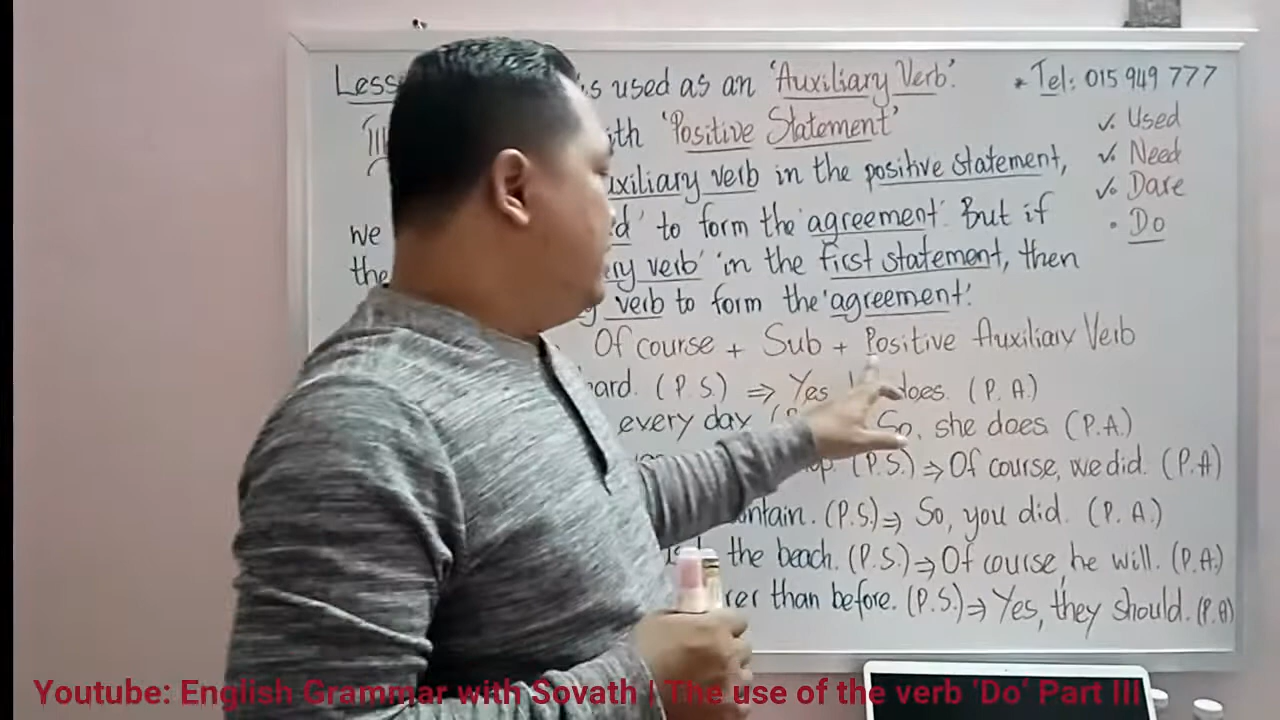 Less s used as an 'Auxiliary Verb'. * Tel: 015 949 777
ith 'Positive Statement'
✓. Used
uxiliary verb in the positive statement, ✓. Need
✓. Dare
we ed' to form the 'agreement'. But if • Do
the ry verb' in the first statement, then
verb to form the 'agreement'.
Of course + Sub + Positive Auxiliary Verb
ard. (P.S.) ⇒ Yes does. (P.A.)
every day So, she does. (P.A.)
op. (P.S.) ⇒ Of course, we did. (P.A)
ntain. (P.S.) ⇒ So, you did. (P.A.)
the beach. (P.S.) ⇒ Of course, he will. (P.A)
rer than before. (P.S.) ⇒ Yes, they should. (P.A)
Youtube: English Grammar with Sovath | The use of the verb 'Do' Part III